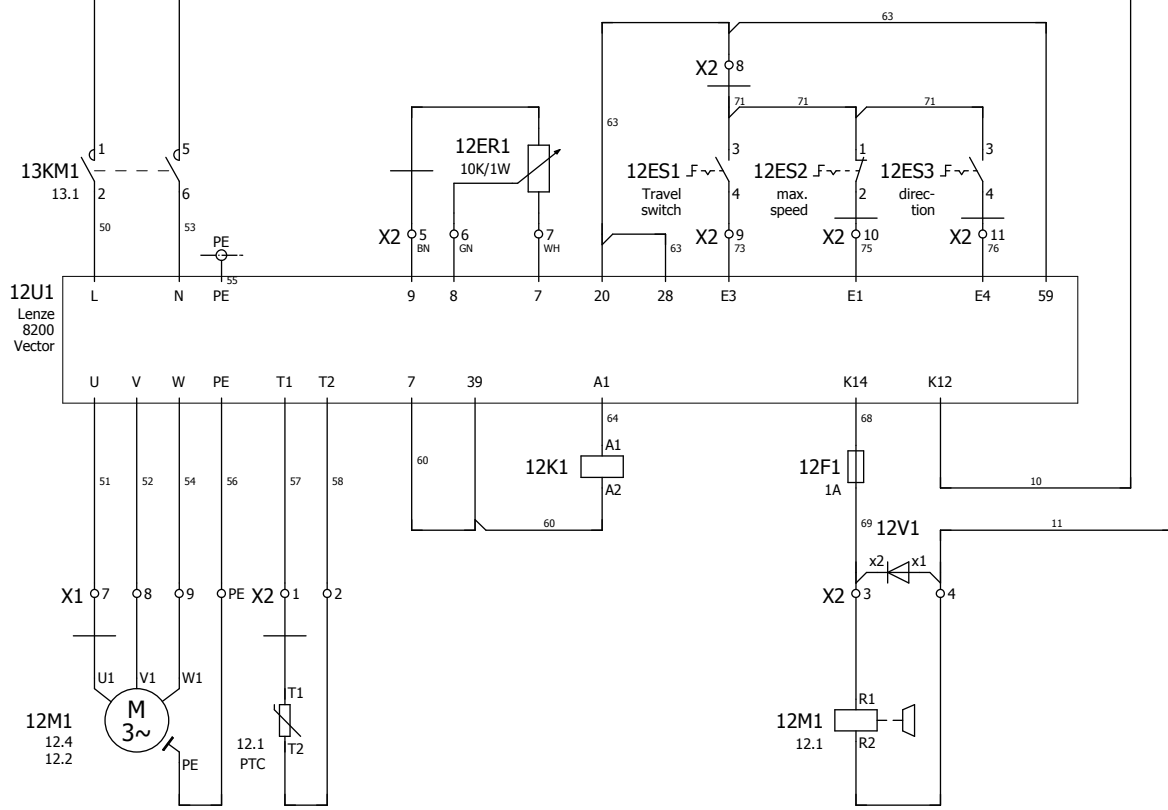 63
X2 8
71
71
71
63
13KM1
13.1
1
2
5
6
12ER1
10K/1W
12ES1
Travel
switch
3
4
12ES2
max.
speed
1
2
12ES3
direc-
tion
3
4
50
53
PE
55
X2 5
BN
6
GN
7
WH
63
X2 9
73
X2 10
75
X2 11
76
12U1
Lenze
8200
Vector
L
N
PE
9
8
7
20
28
E3
E1
E4
59
U
V
W
PE
T1
T2
7
39
A1
K14
K12
51
52
54
56
57
58
60
64
12K1
A1
A2
60
68
12F1
1A
10
69
12V1
11
x2
x1
X1 7
8
9
PE
X2 1
2
X2 3
4
U1
V1
W1
M
3~
12M1
12.4
12.2
PE
T1
T2
12.1
PTC
12M1
12.1
R1
R2